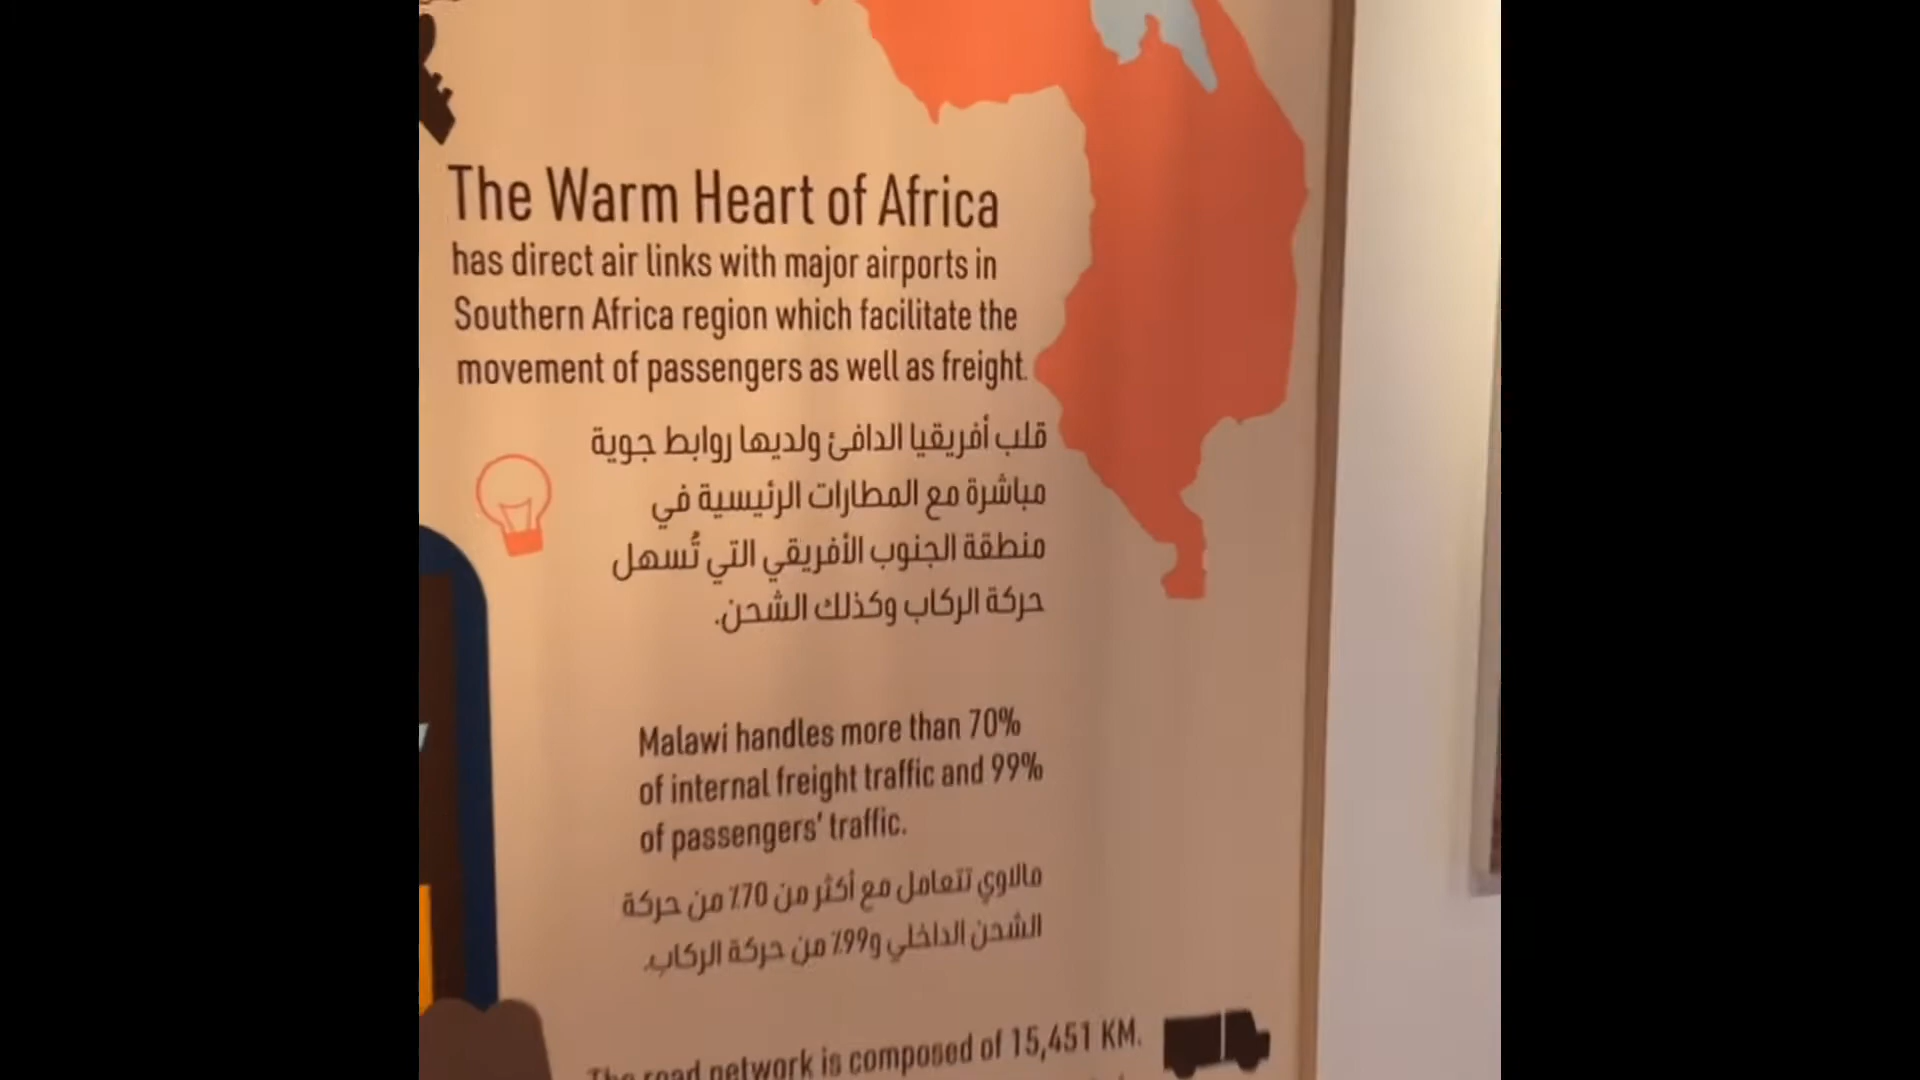 The Warm Heart of Africa
has direct air links with major airports in
Southern Africa region which facilitate the
movement of passengers as well as freight.
قلب أفريقيا الدافئ ولديها روابط جوية
مباشرة مع المطارات الرئيسية في
منطقة الجنوب الأفريقي التي تُسهل
حركة الركاب وكذلك الشحن.
Malawi handles more than 70%
of internal freight traffic and 99%
of passengers' traffic.
مالاوي تتعامل مع أكثر من 70٪ من حركة
الشحن الداخلي و99٪ من حركة الركاب.
The road network is composed of 15,451 KM.